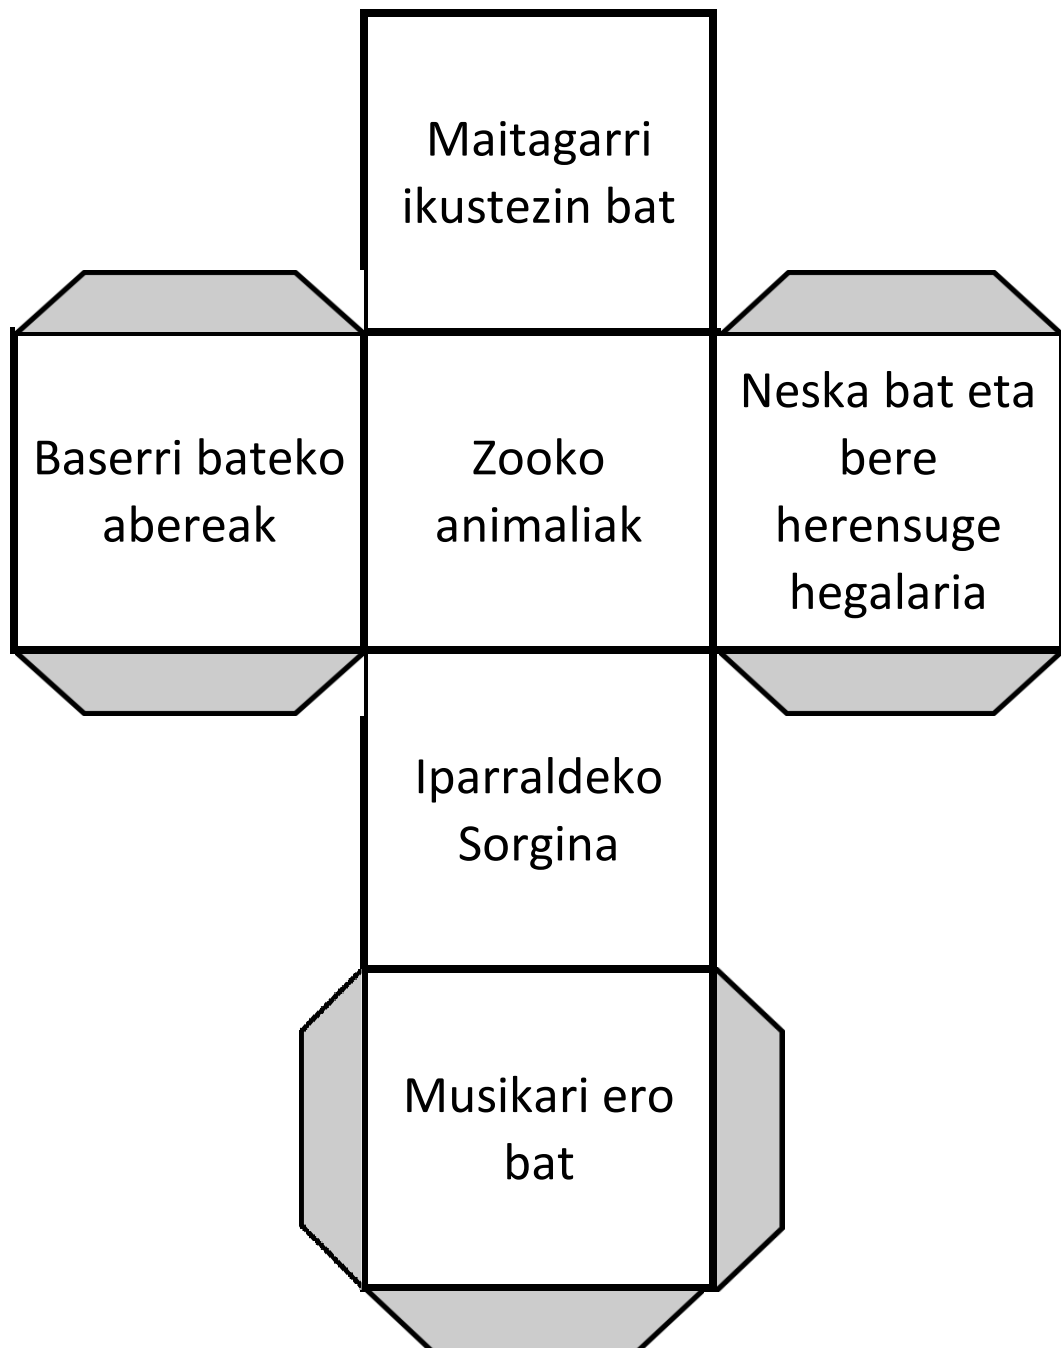 Maitagarri
ikustezin bat
Baserri bateko
abereak
Zooko
animaliak
Neska bat eta
bere
herensuge
hegalaria
Iparraldeko
Sorgina
Musikari ero
bat